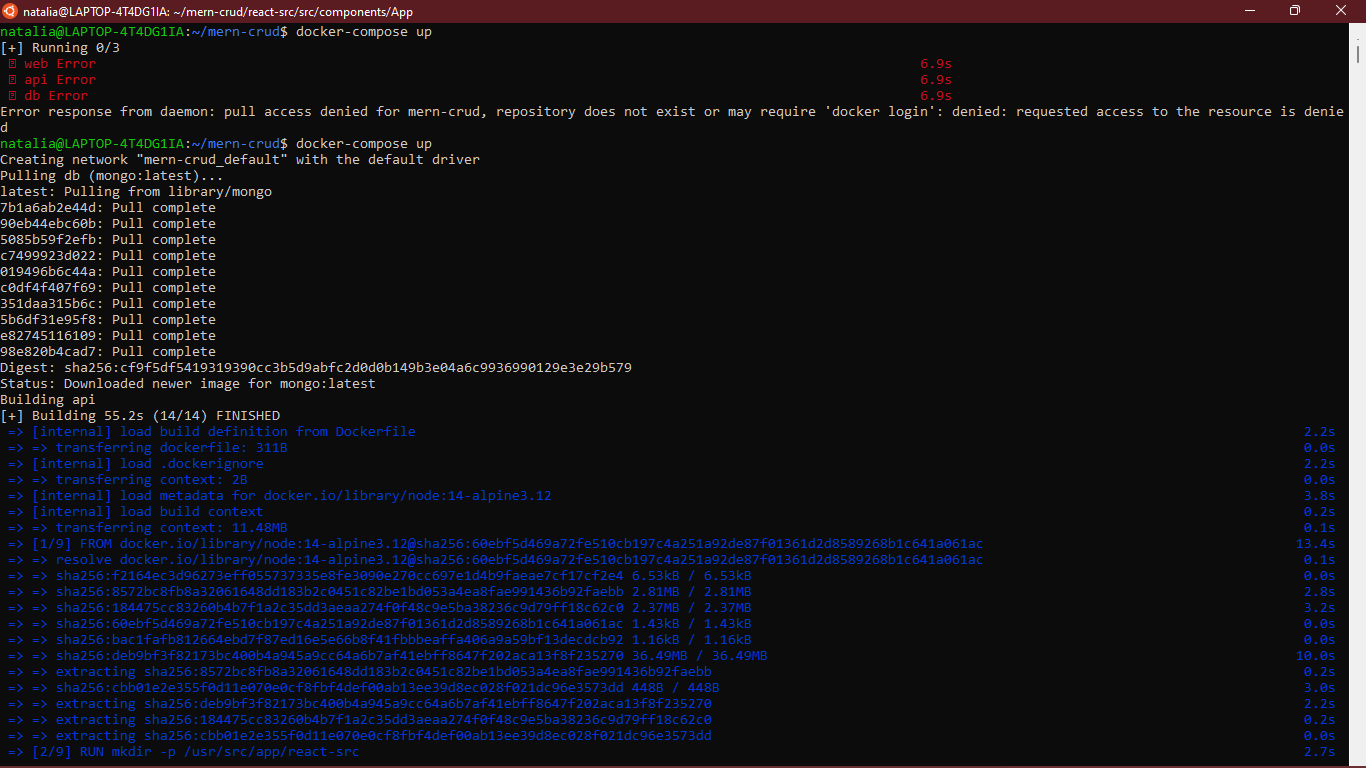 natalia@LAPTOP-4T4DG1IA: ~/mern-crud/react-src/src/components/App
natalia@LAPTOP-4T4DG1IA:~/mern-crud$ docker-compose up
[+] Running 0/3
web Error 6.9s
api Error 6.9s
db Error 6.9s
Error response from daemon: pull access denied for mern-crud, repository does not exist or may require 'docker login': denied: requested access to the resource is denie
d
natalia@LAPTOP-4T4DG1IA:~/mern-crud$ docker-compose up
Creating network "mern-crud_default" with the default driver
Pulling db (mongo:latest)...
latest: Pulling from library/mongo
7b1a6ab2e44d: Pull complete
90eb44ebc60b: Pull complete
5085b59f2efb: Pull complete
c7499923d022: Pull complete
019496b6c44a: Pull complete
c0df4f407f69: Pull complete
351daa315b6c: Pull complete
5b6df31e95f8: Pull complete
e82745116109: Pull complete
98e820b4cad7: Pull complete
Digest: sha256:cf9f5df5419319390cc3b5d9abfc2d0d0b149b3e04a6c9936990129e3e29b579
Status: Downloaded newer image for mongo:latest
Building api
[+] Building 55.2s (14/14) FINISHED
=> [internal] load build definition from Dockerfile 2.2s
=> => transferring dockerfile: 311B 0.0s
=> [internal] load .dockerignore 2.2s
=> => transferring context: 2B 0.0s
=> [internal] load metadata for docker.io/library/node:14-alpine3.12 3.8s
=> [internal] load build context 0.2s
=> => transferring context: 11.48MB 0.1s
=> [1/9] FROM docker.io/library/node:14-alpine3.12@sha256:60ebf5d469a72fe510cb197c4a251a92de87f01361d2d8589268b1c641a061ac 13.4s
=> => resolve docker.io/library/node:14-alpine3.12@sha256:60ebf5d469a72fe510cb197c4a251a92de87f01361d2d8589268b1c641a061ac 0.1s
=> => sha256:f2164ec3d96273eff055737335e8fe3090e270cc697e1d4b9faeae7cf17cf2e4 6.53kB / 6.53kB 0.0s
=> => sha256:8572bc8fb8a32061648dd183b2c0451c82be1bd053a4ea8fae991436b92faebb 2.81MB / 2.81MB 2.8s
=> => sha256:184475cc83260b4b7f1a2c35dd3aeaa274f0f48c9e5ba38236c9d79ff18c62c0 2.37MB / 2.37MB 3.2s
=> => sha256:60ebf5d469a72fe510cb197c4a251a92de87f01361d2d8589268b1c641a061ac 1.43kB / 1.43kB 0.0s
=> => sha256:bac1fafb812664ebd7f87ed16e5e66b8f41fbbbeaffa406a9a59bf13decdcb92 1.16kB / 1.16kB 0.0s
=> => sha256:deb9bf3f82173bc400b4a945a9cc64a6b7af41ebff8647f202aca13f8f235270 36.49MB / 36.49MB 10.0s
=> => extracting sha256:8572bc8fb8a32061648dd183b2c0451c82be1bd053a4ea8fae991436b92faebb 0.2s
=> => sha256:cbb01e2e355f0d11e070e0cf8fbf4def00ab13ee39d8ec028f021dc96e3573dd 448B / 448B 3.0s
=> => extracting sha256:deb9bf3f82173bc400b4a945a9cc64a6b7af41ebff8647f202aca13f8f235270 2.2s
=> => extracting sha256:184475cc83260b4b7f1a2c35dd3aeaa274f0f48c9e5ba38236c9d79ff18c62c0 0.2s
=> => extracting sha256:cbb01e2e355f0d11e070e0cf8fbf4def00ab13ee39d8ec028f021dc96e3573dd 0.0s
=> [2/9] RUN mkdir -p /usr/src/app/react-src 2.7s